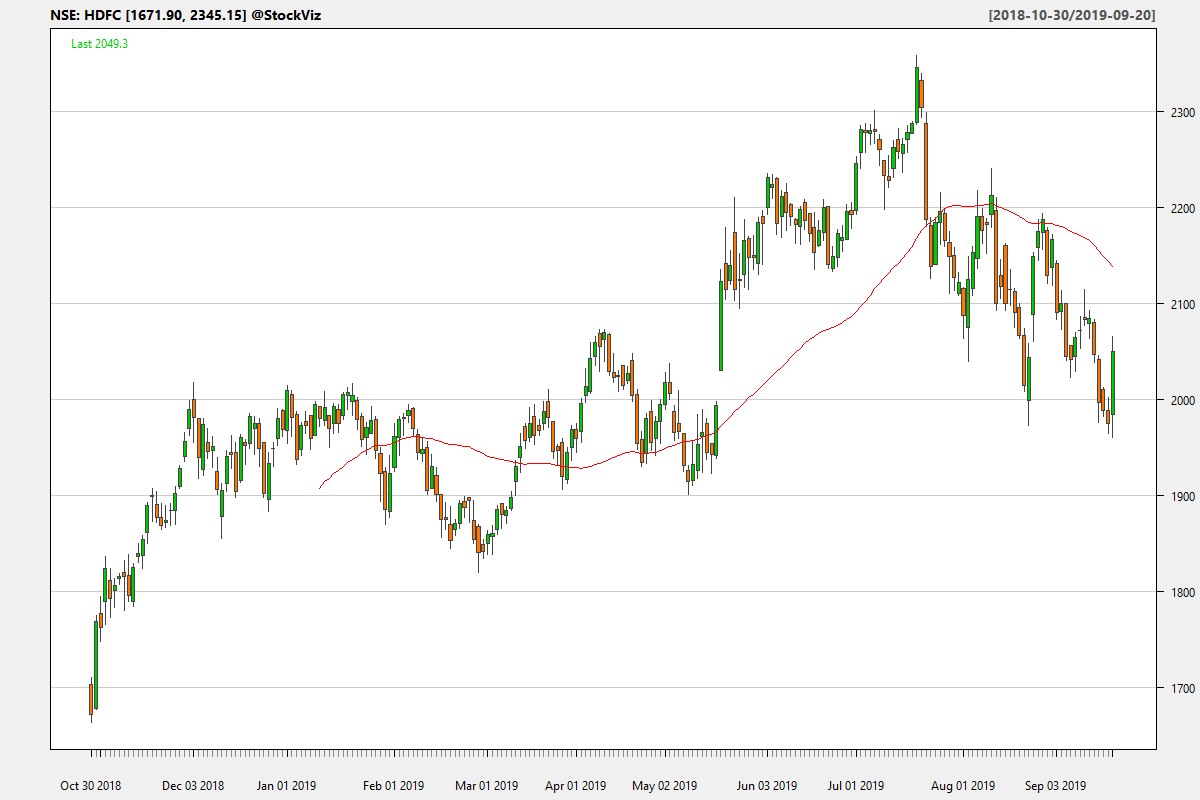 NSE: HDFC [1671.90, 2345.15] @StockViz [2018-10-30/2019-09-20]
Last 2049.3
2300
2200
2100
2000
1900
1800
1700
Oct 30 2018 Dec 03 2018 Jan 01 2019 Feb 01 2019 Mar 01 2019 Apr 01 2019 May 02 2019 Jun 03 2019 Jul 01 2019 Aug 01 2019 Sep 03 2019